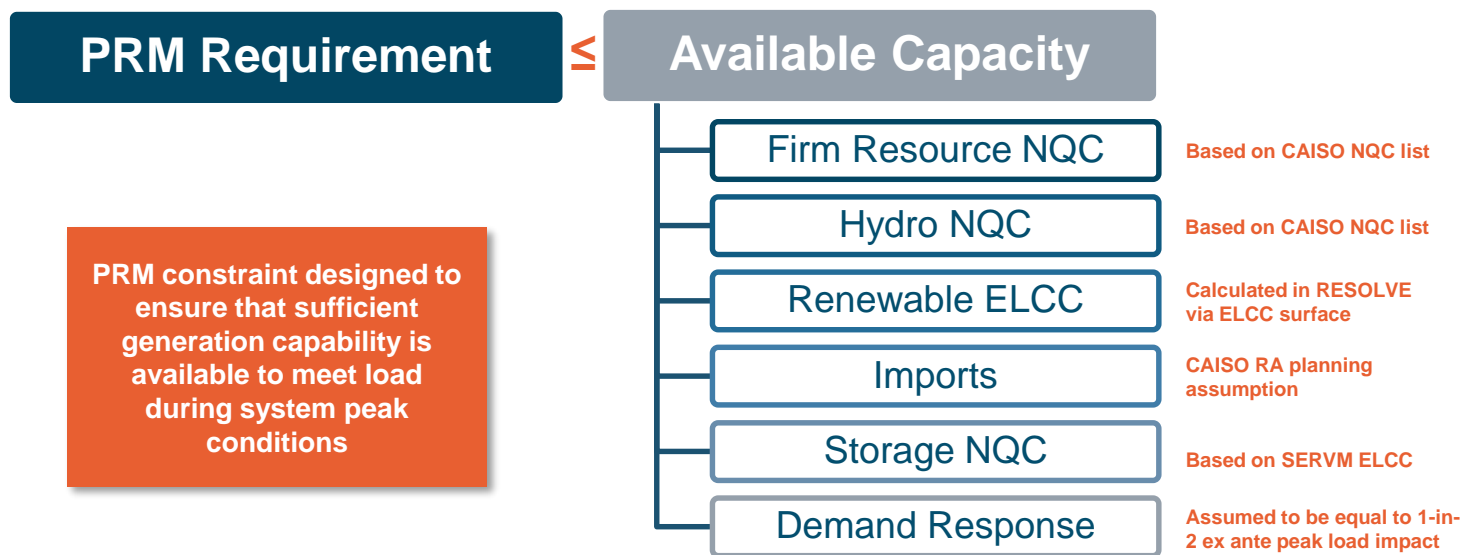 PRM Requirement ≤ Available Capacity
Firm Resource NQC
Based on CAISO NQC list
Hydro NQC
Based on CAISO NQC list
Renewable ELCC
Calculated in RESOLVE
via ELCC surface
Imports
CAISO RA planning
assumption
Storage NQC
Based on SERVM ELCC
Demand Response
Assumed to be equal to 1-in-
2 ex ante peak load impact
PRM constraint designed to
ensure that sufficient
generation capability is
available to meet load
during system peak
conditions